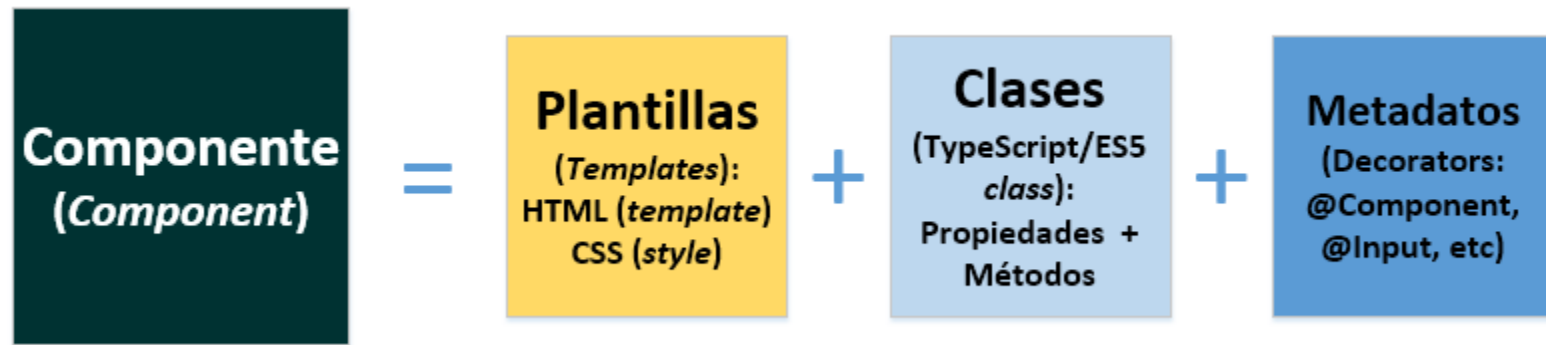 Componente
(Component)
=
Plantillas
(Templates):
HTML (template)
CSS (style)
+
Clases
(TypeScript/ES5
class):
Propiedades +
Métodos
+
Metadatos
(Decorators:
@Component,
@Input, etc)